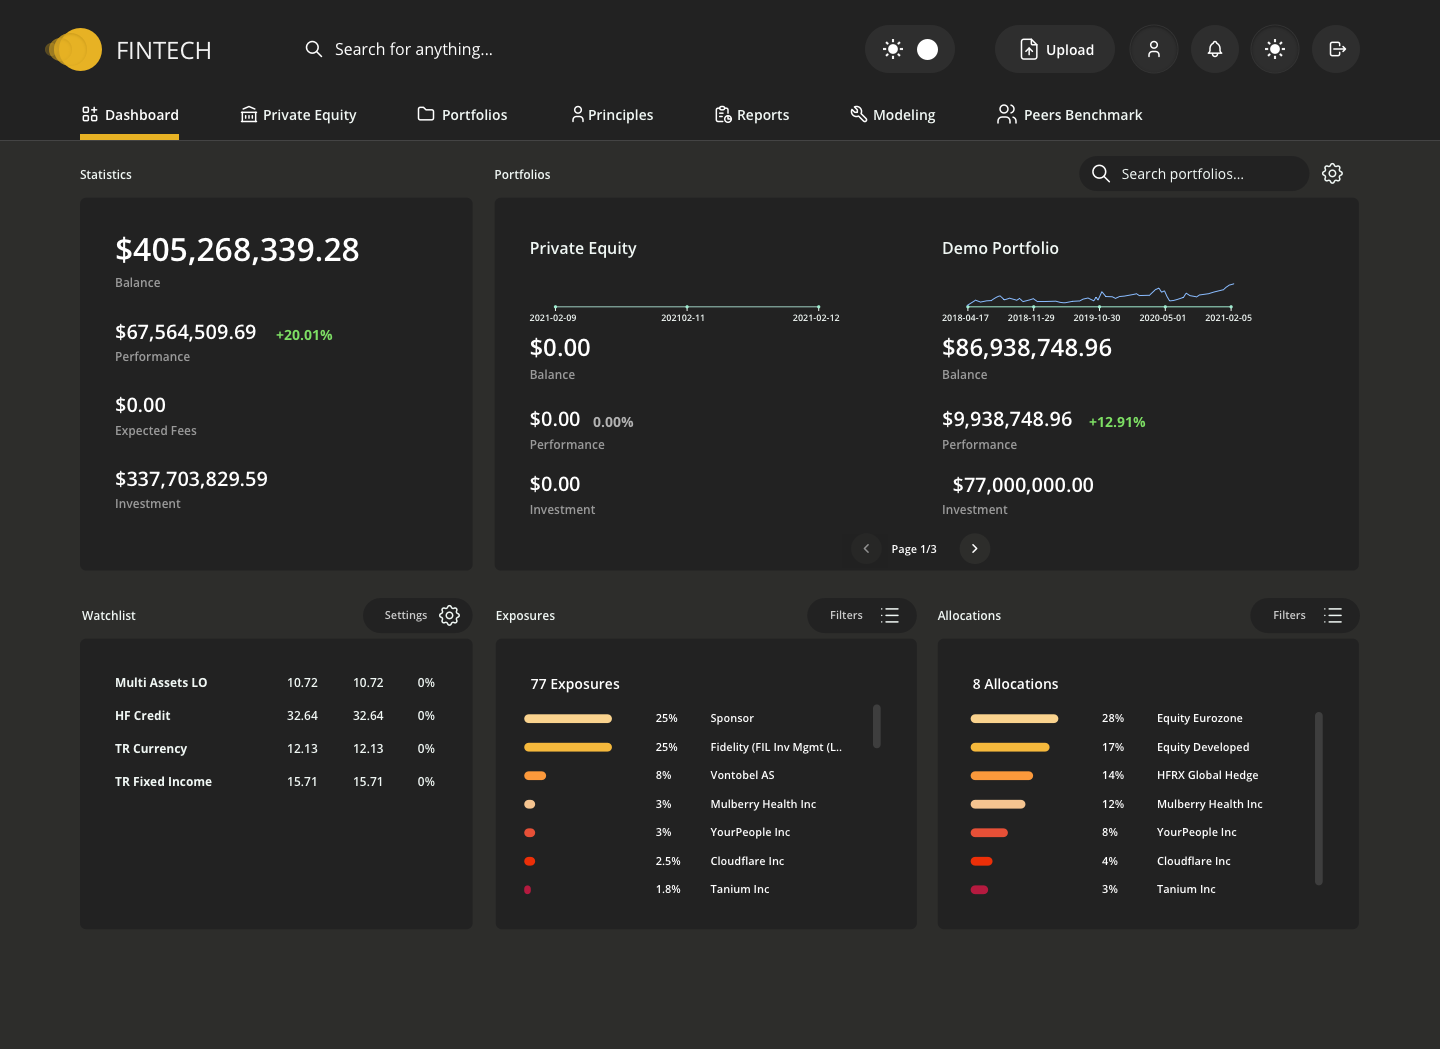 FINTECH
Search for anything...
Upload
Dashboard
Private Equity
Portfolios
Principles
Reports
Modeling
Peers Benchmark
Statistics
$405,268,339.28
Balance
$67,564,509.69 +20.01%
Performance
$0.00
Expected Fees
$337,703,829.59
Investment
Portfolios
Search portfolios...
Private Equity
2021-02-09 202102-11 2021-02-12
$0.00
Balance
$0.00 0.00%
Performance
$0.00
Investment
Demo Portfolio
2018-04-17 2018-11-29 2019-10-30 2020-05-01 2021-02-05
$86,938,748.96
Balance
$9,938,748.96 +12.91%
Performance
$77,000,000.00
Investment
Page 1/3
Watchlist
Settings
Multi Assets LO 10.72 10.72 0%
HF Credit 32.64 32.64 0%
TR Currency 12.13 12.13 0%
TR Fixed Income 15.71 15.71 0%
Exposures
Filters
77 Exposures
25% Sponsor
25% Fidelity (FIL Inv Mgmt (L..
8% Vontobel AS
3% Mulberry Health Inc
3% YourPeople Inc
2.5% Cloudflare Inc
1.8% Tanium Inc
Allocations
Filters
8 Allocations
28% Equity Eurozone
17% Equity Developed
14% HFRX Global Hedge
12% Mulberry Health Inc
8% YourPeople Inc
4% Cloudflare Inc
3% Tanium Inc